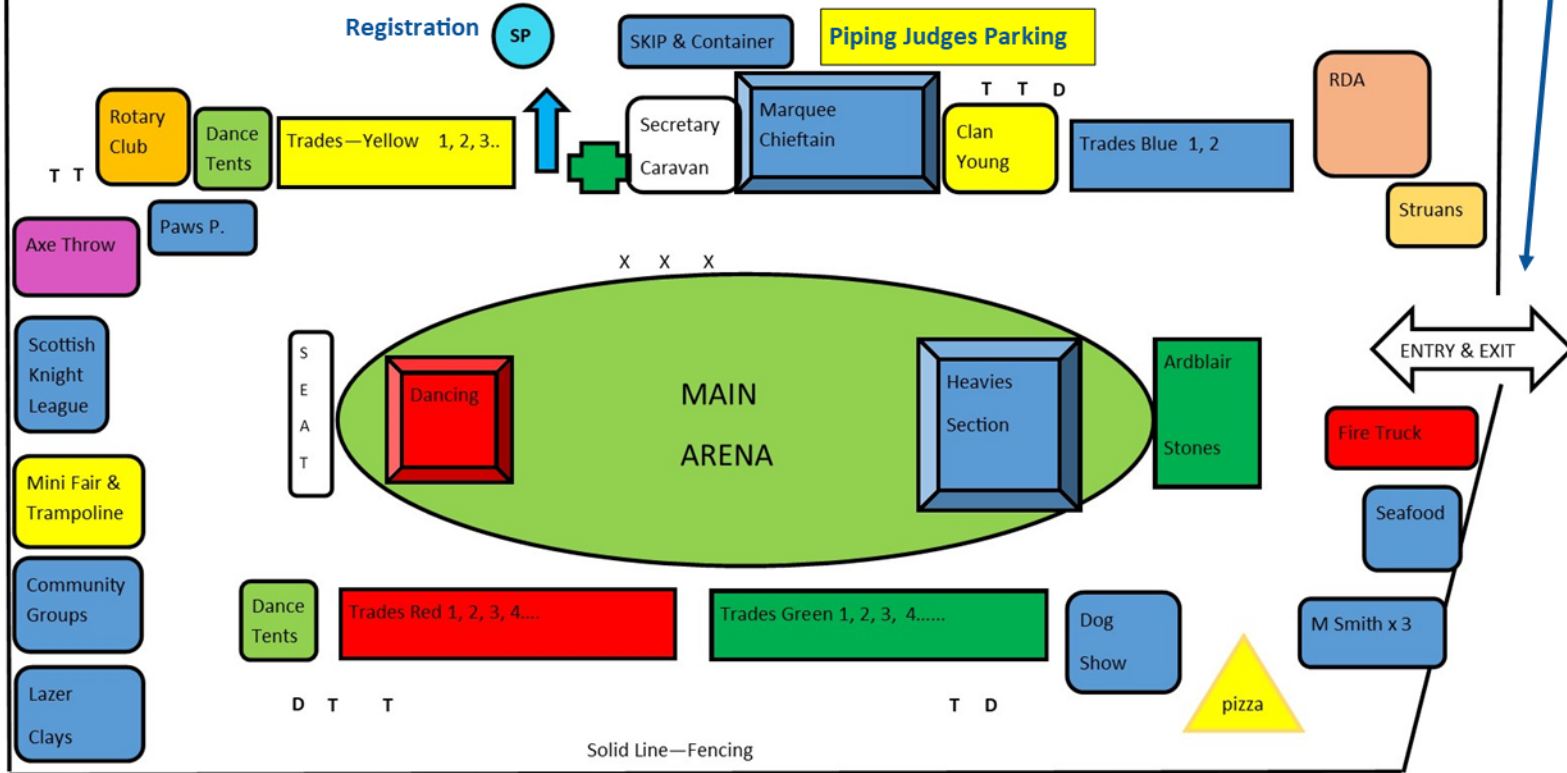 Registration
SP
SKIP & Container
Piping Judges Parking
RDA
T T D
Rotary
Club
Dance
Tents
Trades—Yellow 1, 2, 3..
Secretary
Caravan
Marquee
Chieftain
Clan
Young
Trades Blue 1, 2
T T
Struans
Axe Throw
Paws P.
X X X
Scottish
Knight
League
S
E
A
T
Dancing
MAIN
ARENA
Heavies
Section
Ardblair
Stones
ENTRY & EXIT
Fire Truck
Mini Fair &
Trampoline
Seafood
Community
Groups
Dance
Tents
Trades Red 1, 2, 3, 4....
Trades Green 1, 2, 3, 4......
Dog
Show
M Smith x 3
Lazer
Clays
D T T
T D
pizza
Solid Line—Fencing